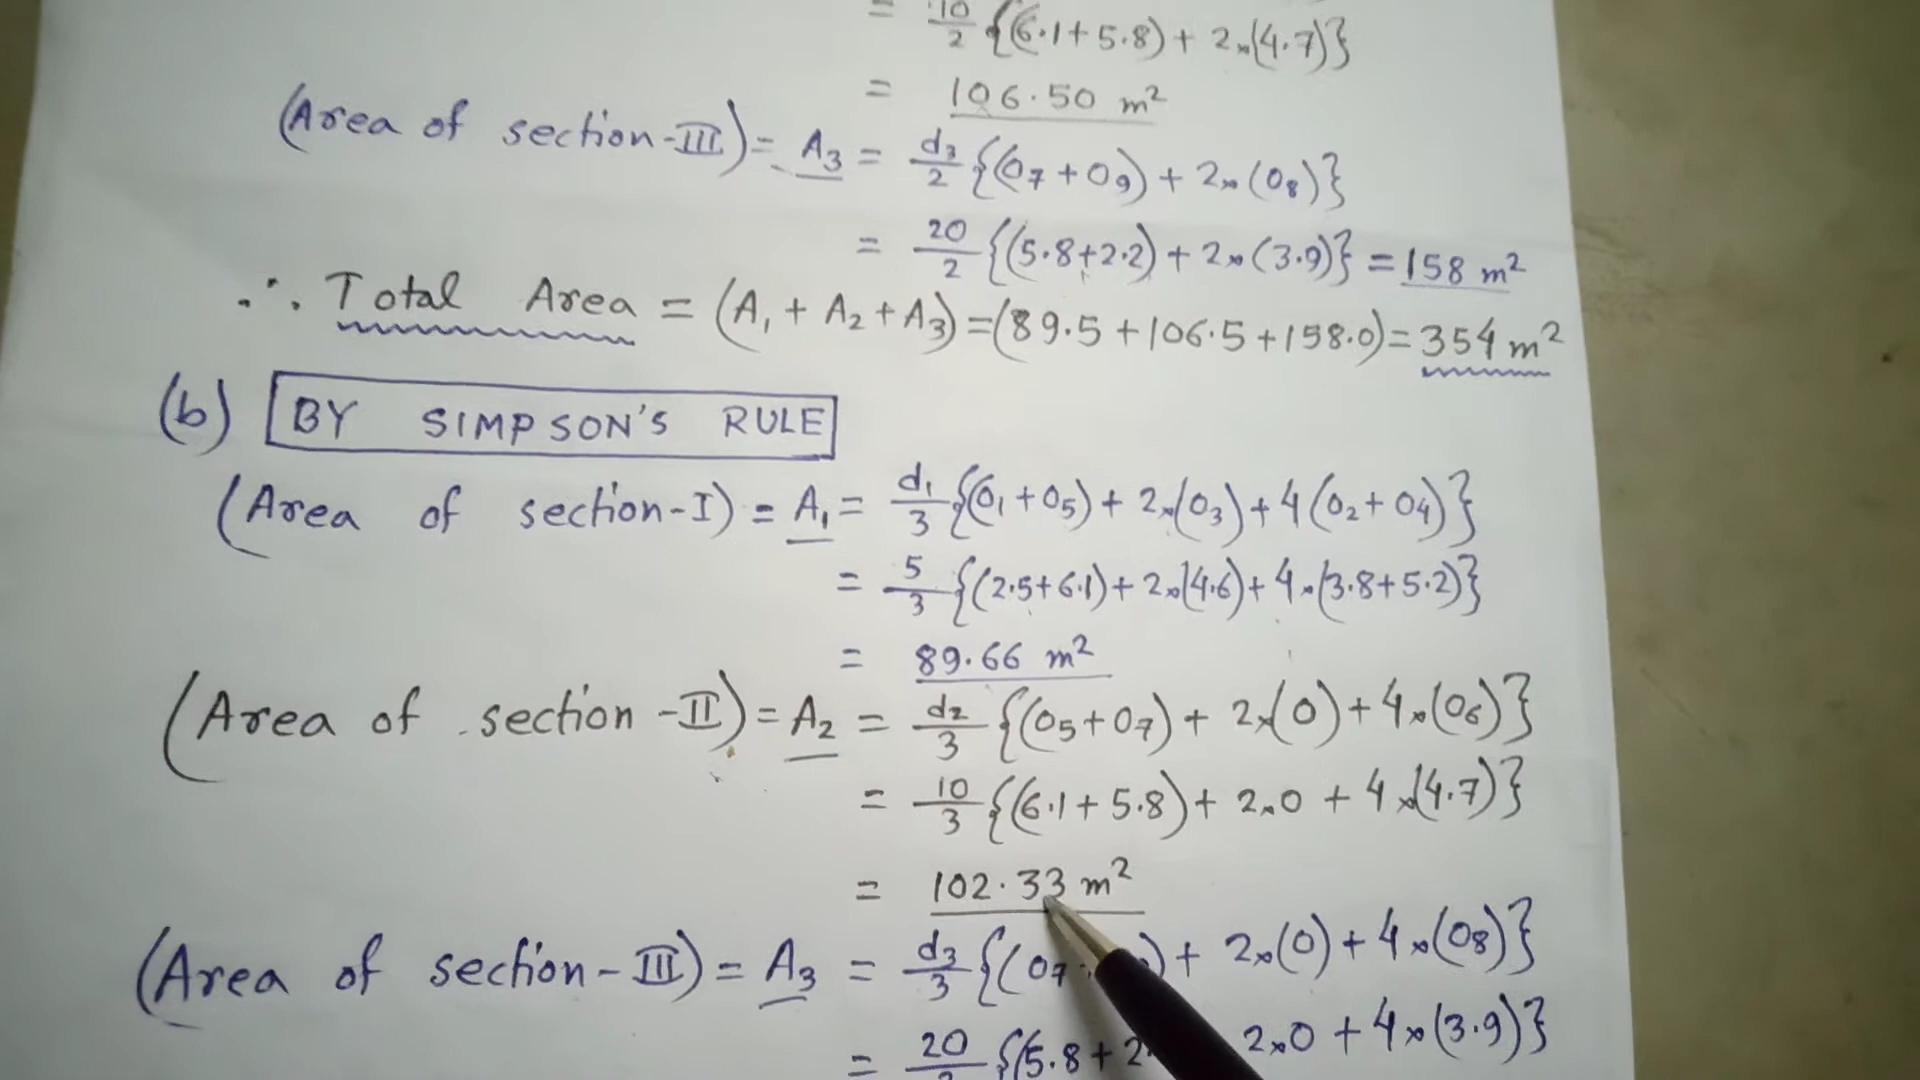 = 10/2 {(6.1+5.8) + 2×(4.7)}
= 106.50 m²
(Area of section-III) = A₃ = d₃/2 {(O₇+O₉) + 2×(O₈)}
= 20/2 {(5.8+2.2) + 2×(3.9)} = 158 m²
∴ Total Area = (A₁ + A₂ + A₃) = (89.5 + 106.5 + 158.0) = 354 m²
(b) BY SIMPSON'S RULE
(Area of section-I) = A₁ = d₁/3 {(O₁+O₅) + 2×(O₃) + 4(O₂+O₄)}
= 5/3 {(2.5+6.1) + 2×(4.6) + 4×(3.8+5.2)}
= 89.66 m²
(Area of section-II) = A₂ = d₂/3 {(O₅+O₇) + 2×(0) + 4×(O₆)}
= 10/3 {(6.1+5.8) + 2×0 + 4×(4.7)}
= 102.33 m²
(Area of section-III) = A₃ = d₃/3 {(O₇ ) + 2×(0) + 4×(O₈)}
= 20 {(5.8+2. 2×0 + 4×(3.9)}